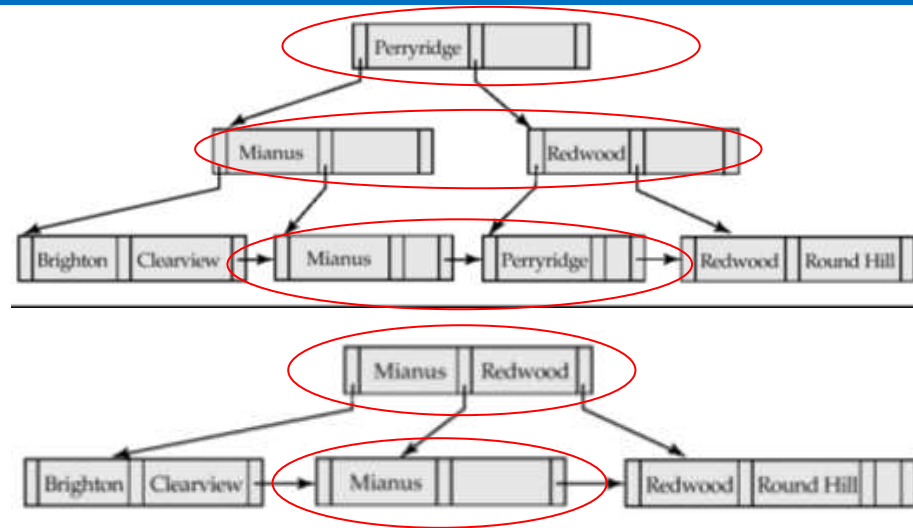 Perryridge
Mianus Redwood
Brighton Clearview Mianus Perryridge Redwood Round Hill
Mianus Redwood
Brighton Clearview Mianus Redwood Round Hill